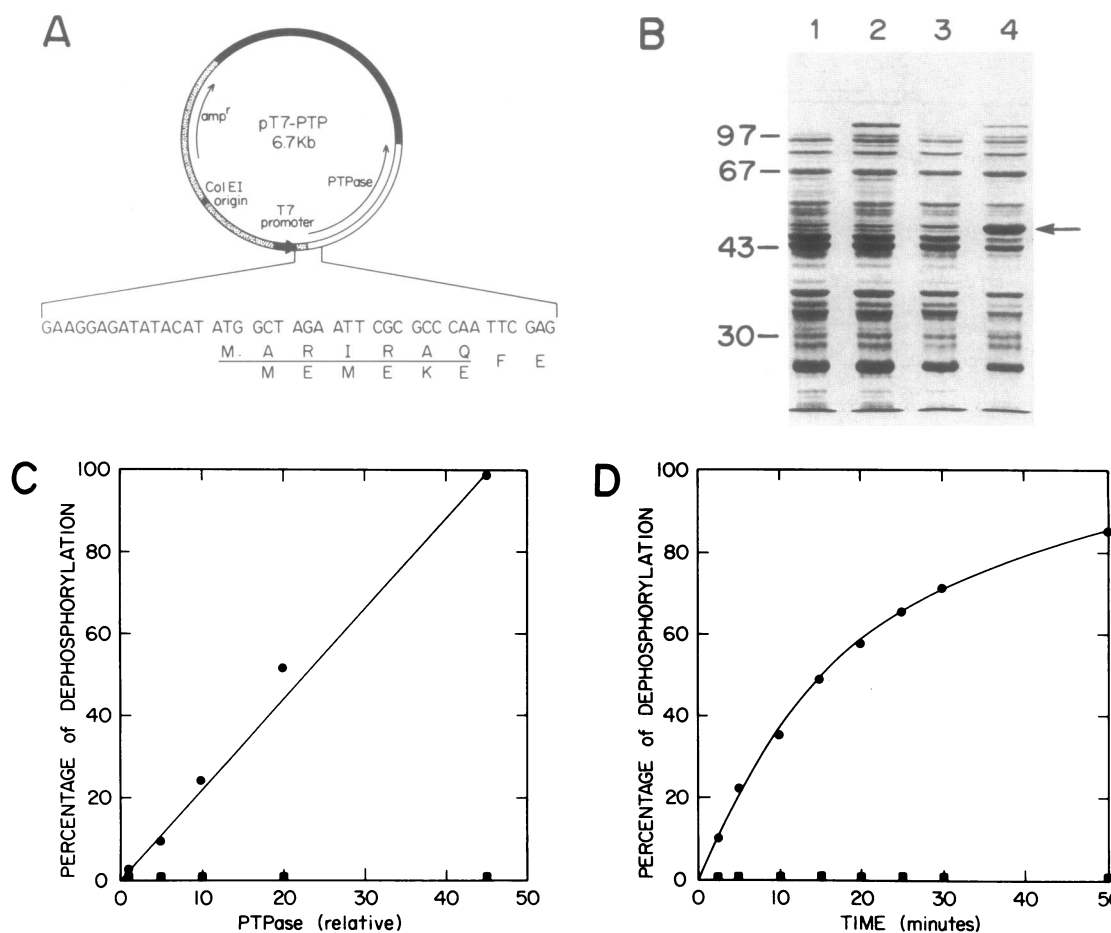 A
amp^r
pT7-PTP
6.7Kb
PTPase
Col EI
origin
T7
promoter
GAAGGAGATATACAT ATG GCT AGA ATT CGC GCC CAA TTC GAG
M. A R I R A Q F E
M E M E K E
B
1 2 3 4
97
67
43
30
C
PERCENTAGE of DEPHOSPHORYLATION
100
80
60
40
20
0
0 10 20 30 40 50
PTPase (relative)
D
PERCENTAGE of DEPHOSPHORYLATION
100
80
60
40
20
0
0 10 20 30 40 50
TIME (minutes)